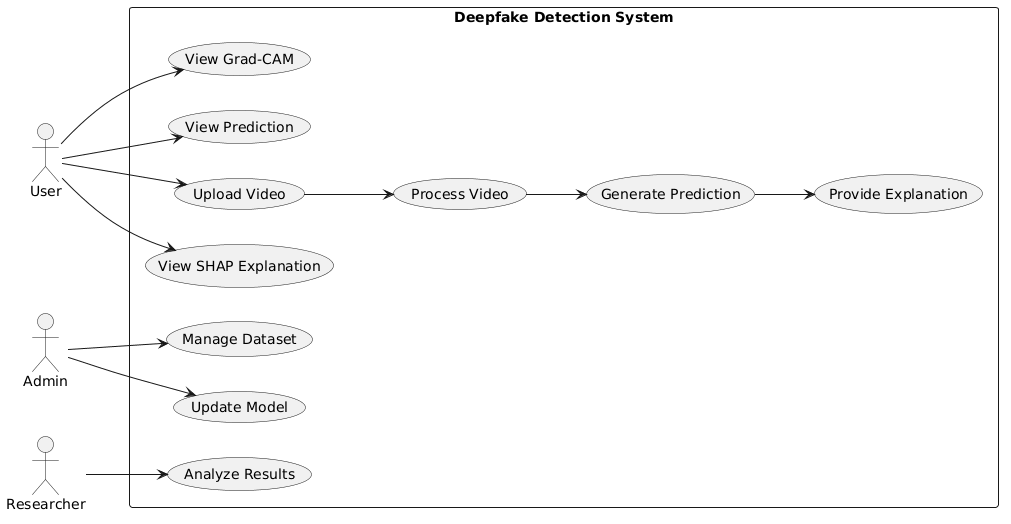 Deepfake Detection System
View Grad-CAM
View Prediction
User
Upload Video
Process Video
Generate Prediction
Provide Explanation
View SHAP Explanation
Manage Dataset
Admin
Update Model
Analyze Results
Researcher